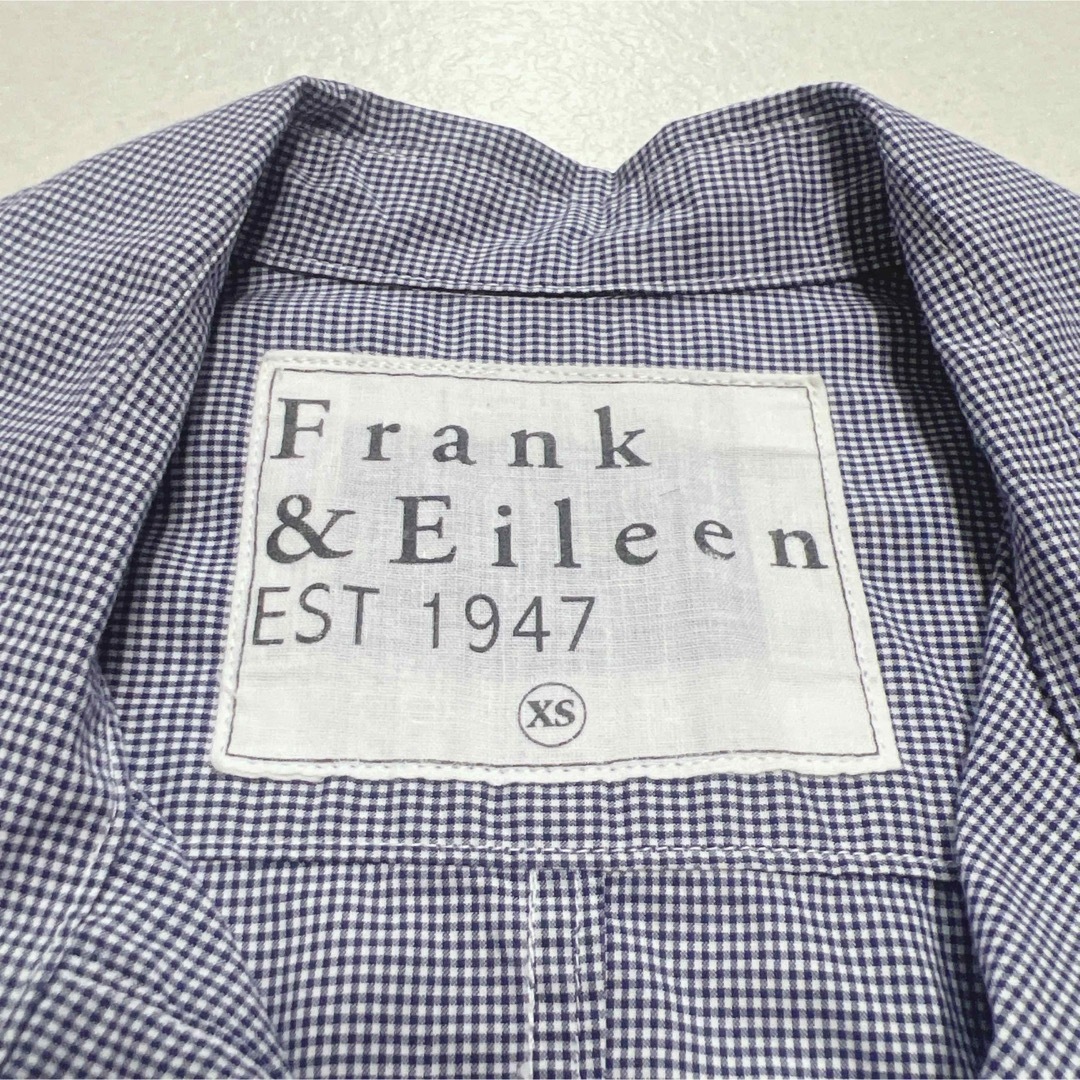 Frank
& Eileen
EST 1947
XS